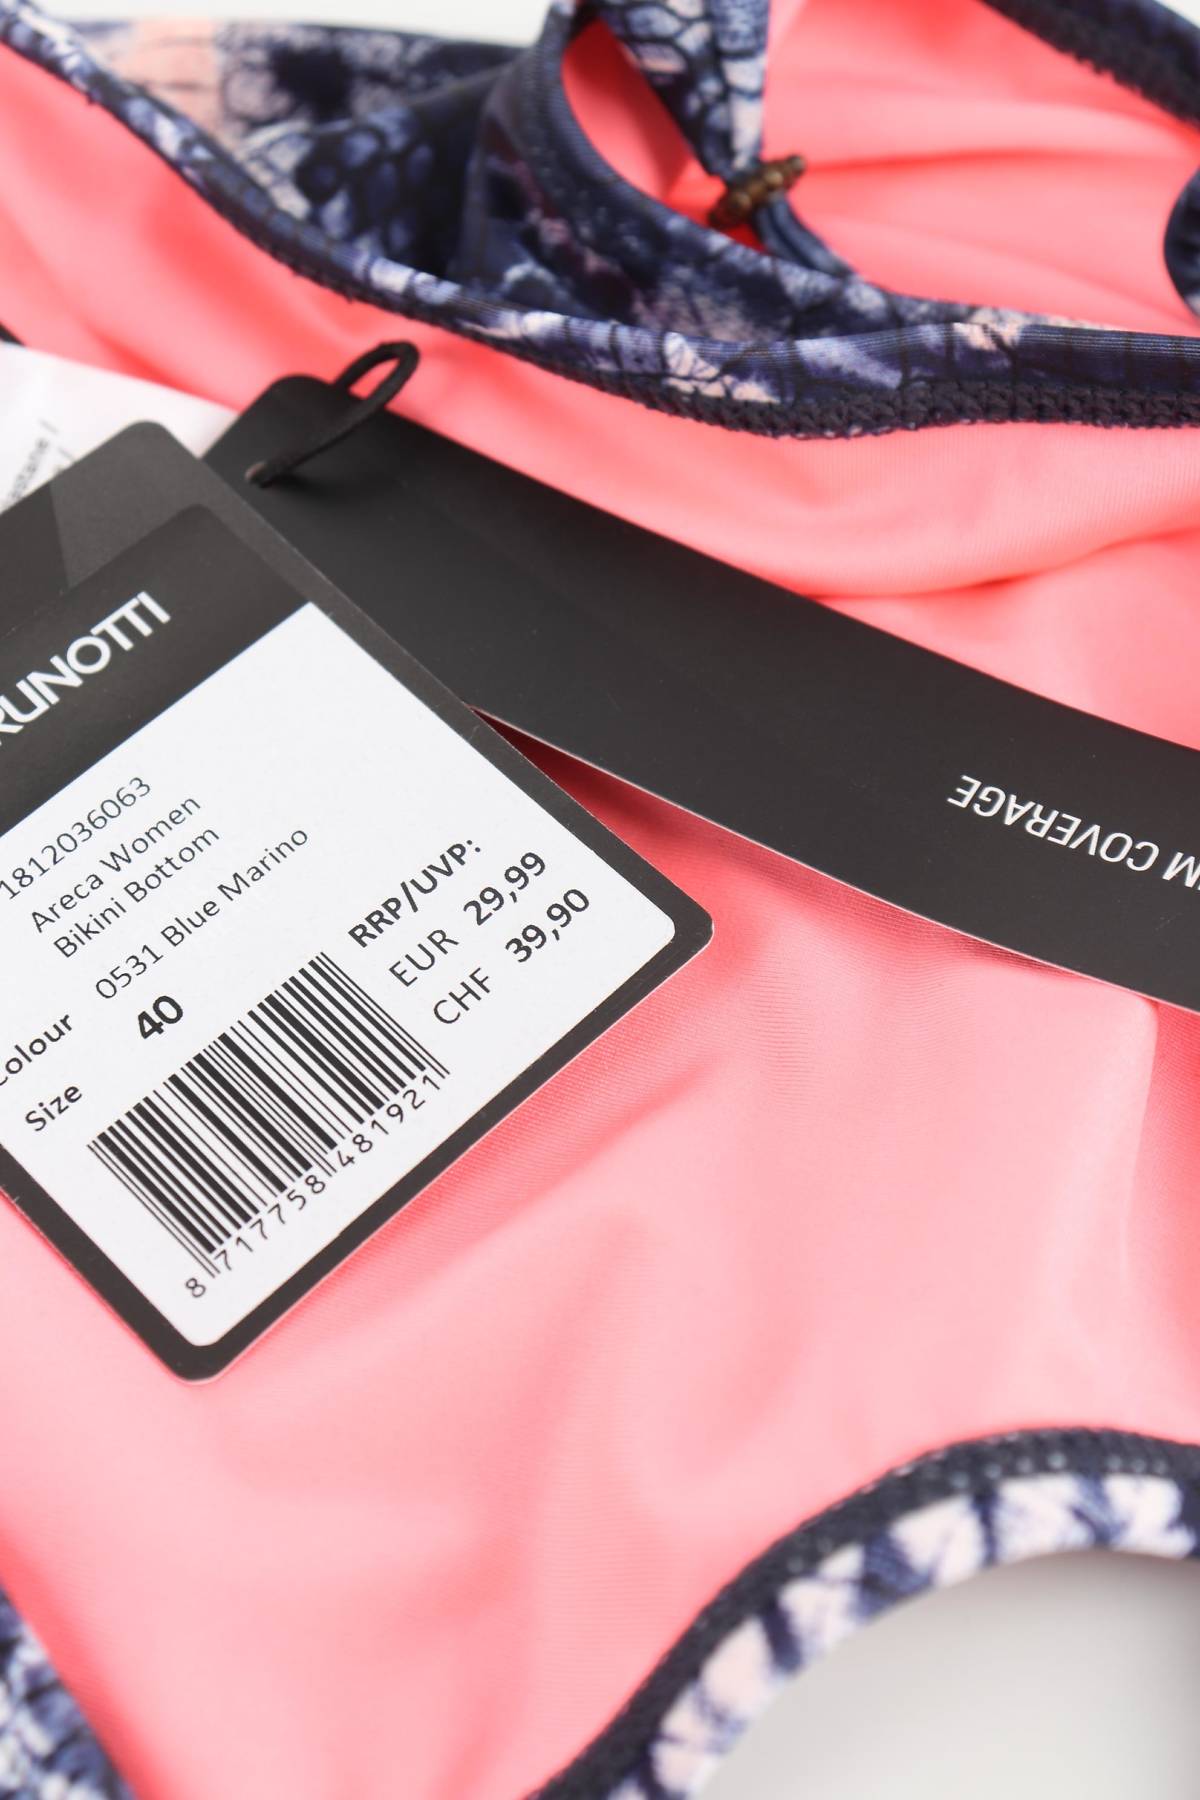 RUNOTTI
1812036063
Areca Women
Bikini Bottom
Colour 0531 Blue Marino
Size 40
RRP/UVP:
EUR 29,99
CHF 39,90
8 717758 481921
M COVERAGE